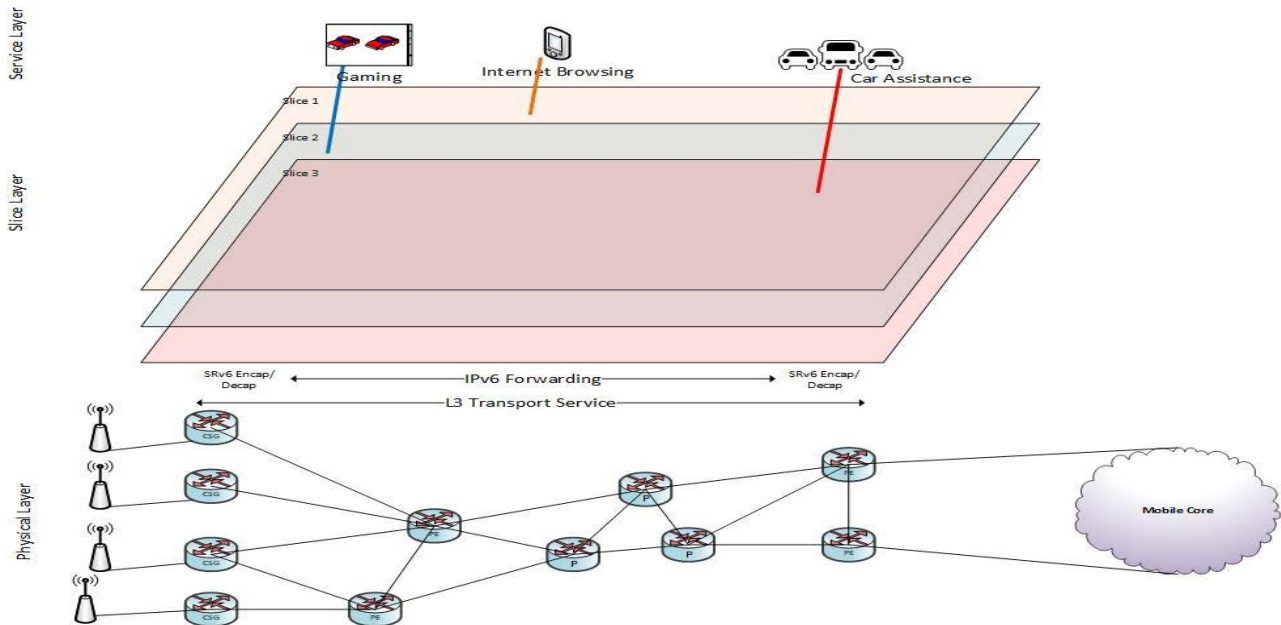 Service Layer
Gaming
Internet Browsing
Car Assistance
Slice Layer
Slice 1
Slice 2
Slice 3
SRv6 Encap/
Decap
IPv6 Forwarding
SRv6 Encap/
Decap
L3 Transport Service
Physical Layer
CSG
PE
CSG
P
PE
Mobile Core
CSG
P
P
PE
CSG
PE